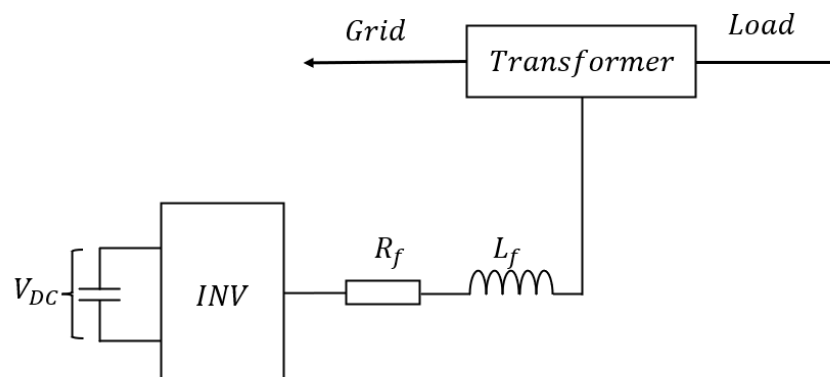 Grid
Load
Transformer
R_f
L_f
V_DC
INV